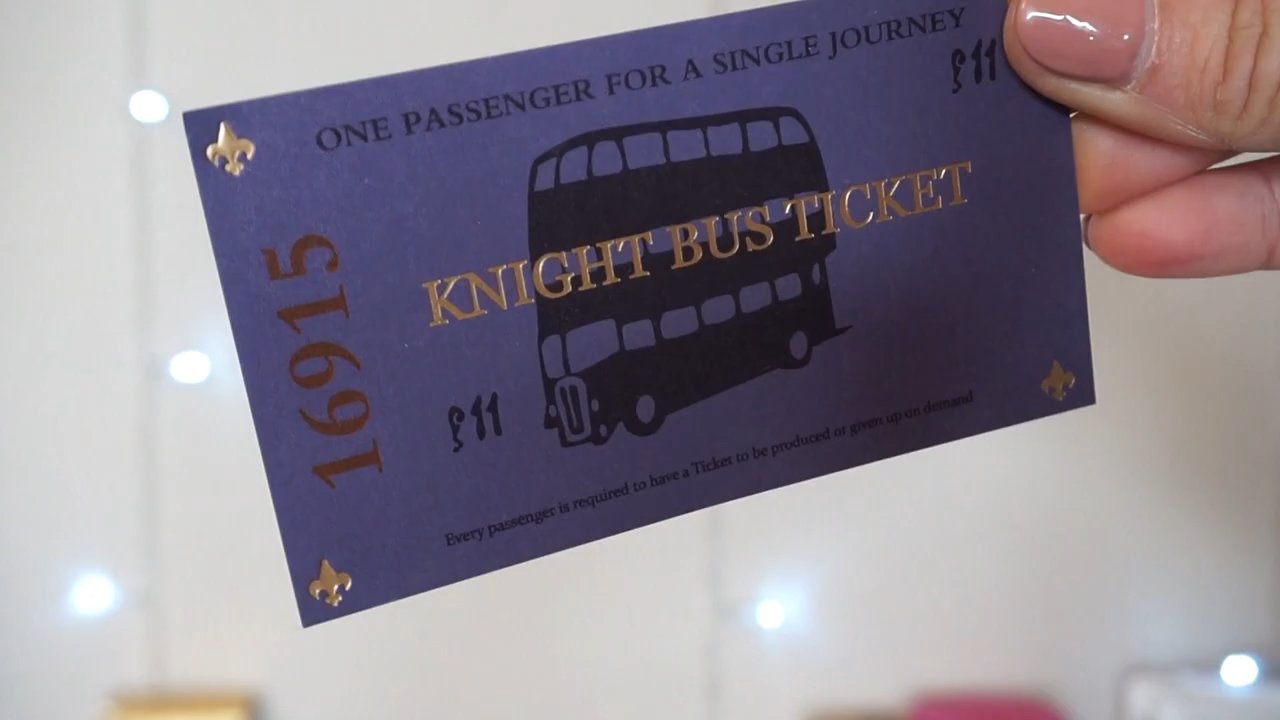 ONE PASSENGER FOR A SINGLE JOURNEY
11
16915
KNIGHT BUS TICKET
11
Every passenger is required to have a Ticket to be produced or given up on demand